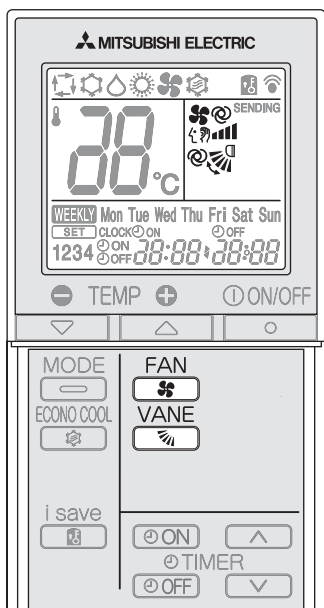 MITSUBISHI ELECTRIC
SENDING
88°C
WEEKLY Mon Tue Wed Thu Fri Sat Sun
SET CLOCK ON OFF
1234 ON OFF 88:88 88:88
TEMP ON/OFF
MODE FAN
ECONO COOL VANE
i save
ON
TIMER
OFF